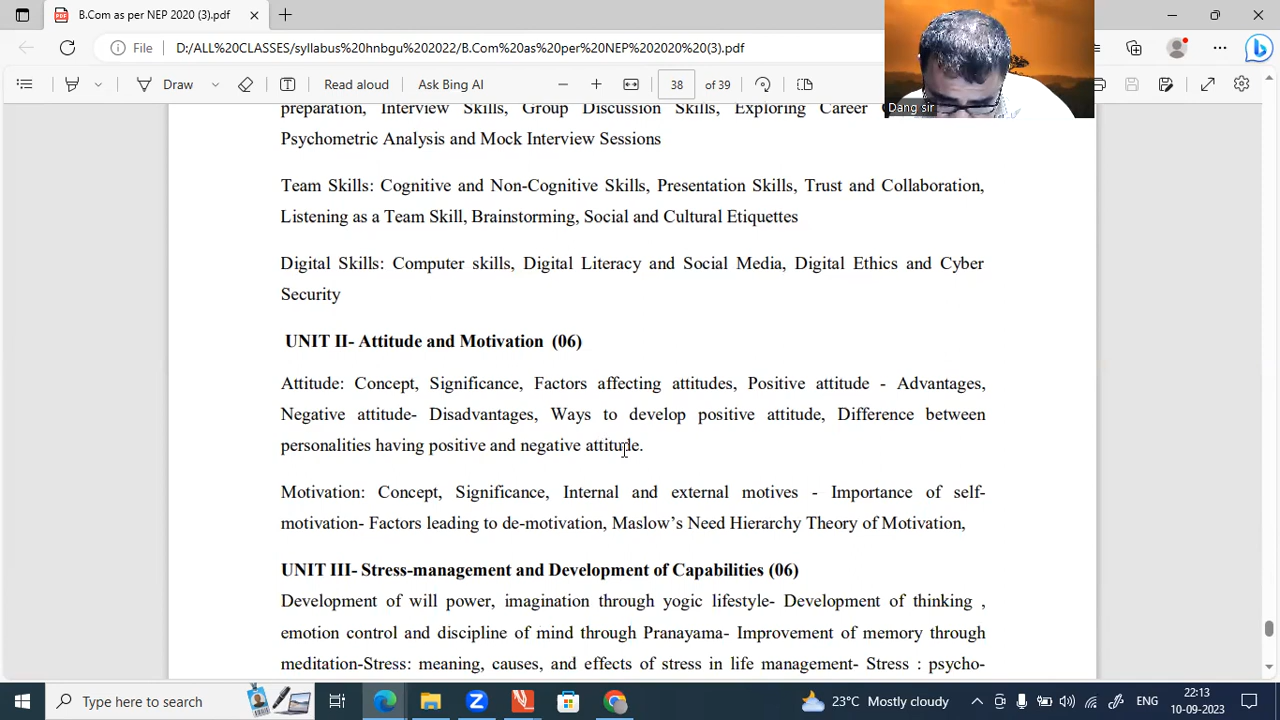 B.Com as per NEP 2020 (3).pdf
File
D:/ALL%20CLASSES/syllabus%20hnbgu%202022/B.Com%20as%20per%20NEP%202020%20(3).pdf
Draw
Read aloud
Ask Bing AI
38 of 39
Dang sir
preparation, Interview Skills, Group Discussion Skills, Exploring Career
Psychometric Analysis and Mock Interview Sessions
Team Skills: Cognitive and Non-Cognitive Skills, Presentation Skills, Trust and Collaboration,
Listening as a Team Skill, Brainstorming, Social and Cultural Etiquettes
Digital Skills: Computer skills, Digital Literacy and Social Media, Digital Ethics and Cyber
Security
UNIT II- Attitude and Motivation (06)
Attitude: Concept, Significance, Factors affecting attitudes, Positive attitude - Advantages,
Negative attitude- Disadvantages, Ways to develop positive attitude, Difference between
personalities having positive and negative attitude.
Motivation: Concept, Significance, Internal and external motives - Importance of self-
motivation- Factors leading to de-motivation, Maslow’s Need Hierarchy Theory of Motivation,
UNIT III- Stress-management and Development of Capabilities (06)
Development of will power, imagination through yogic lifestyle- Development of thinking ,
emotion control and discipline of mind through Pranayama- Improvement of memory through
meditation-Stress: meaning, causes, and effects of stress in life management- Stress : psycho-
Type here to search
23°C Mostly cloudy
ENG
22:13
10-09-2023